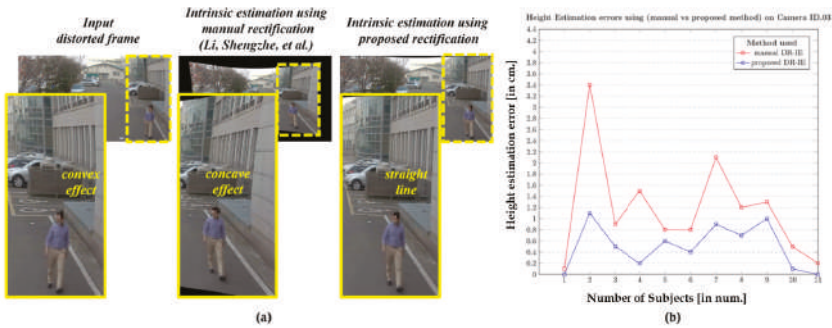 Input
distorted frame
Intrinsic estimation using
manual rectification
(Li, Shengzhe, et al.)
Intrinsic estimation using
proposed rectification
convex
effect
concave
effect
straight
line
(a)
Height Estimation errors using (manual vs proposed method) on Camera ID.03
Method used
manual DR-IE
proposed DR-IE
Height estimation error [in cm.]
4.4
4.2
4
3.8
3.6
3.4
3.2
3
2.8
2.6
2.4
2.2
2
1.8
1.6
1.4
1.2
1
0.8
0.6
0.4
0.2
0
1 2 3 4 5 6 7 8 9 10 11
Number of Subjects [in num.]
(b)